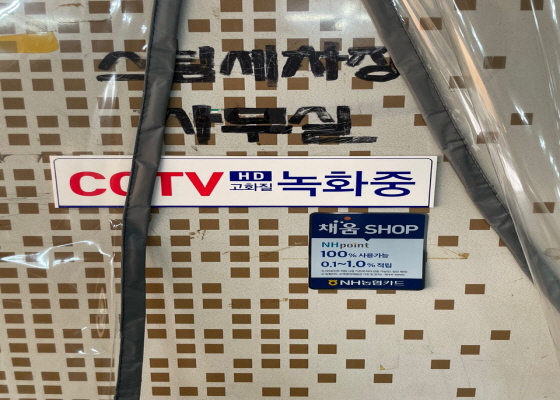 스팀세차장
사무실
CCTV HD 고화질 녹화중
채움 SHOP
NHpoint
100% 사용가능
0.1~1.0% 적립
NH농협카드